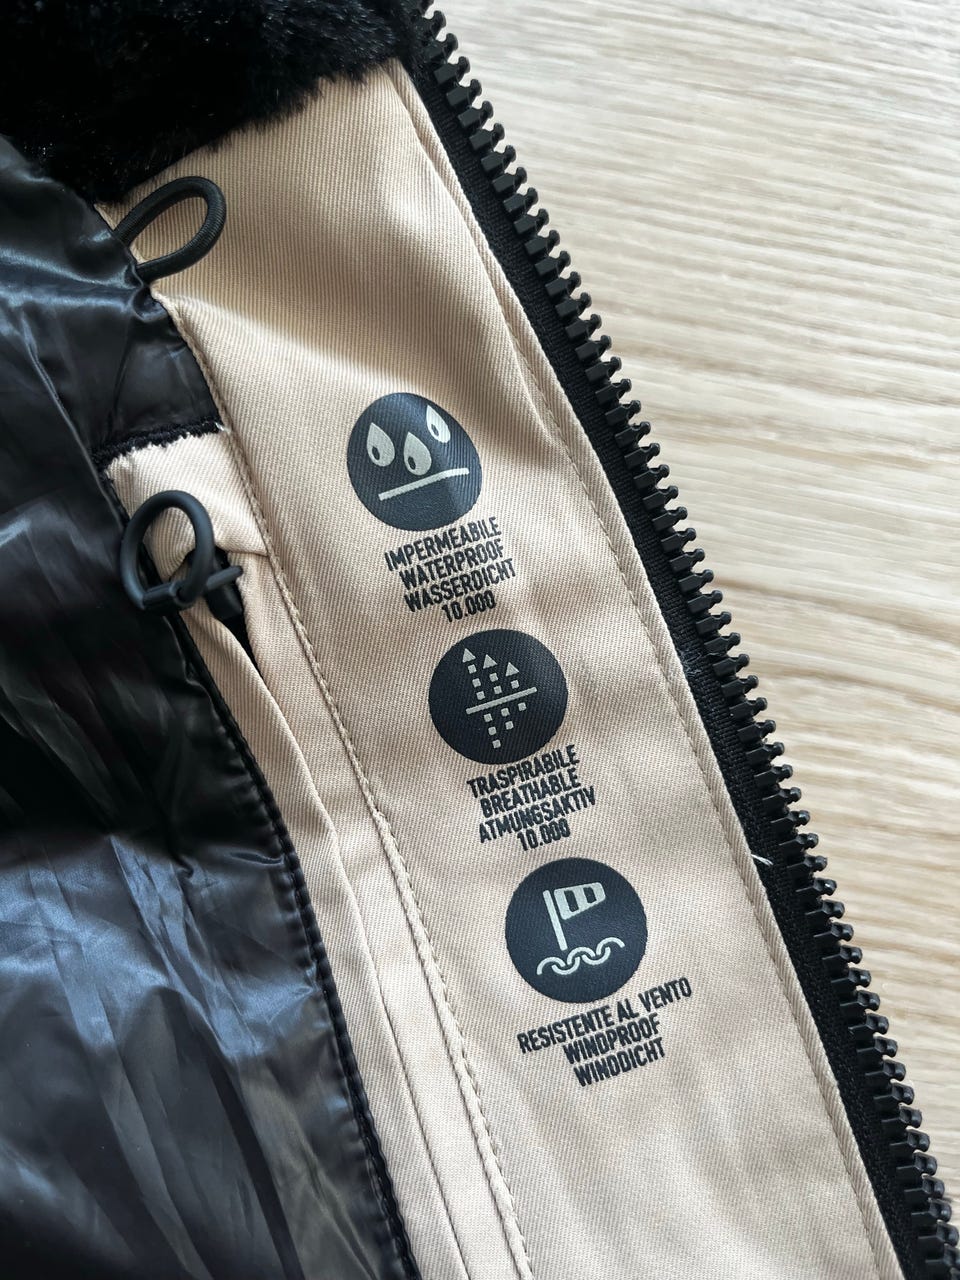 IMPERMEABILE
WATERPROOF
WASSERDICHT
10.000
TRASPIRABILE
BREATHABLE
ATMUNGSAKTIV
10.000
RESISTENTE AL VENTO
WINDPROOF
WINDDICHT